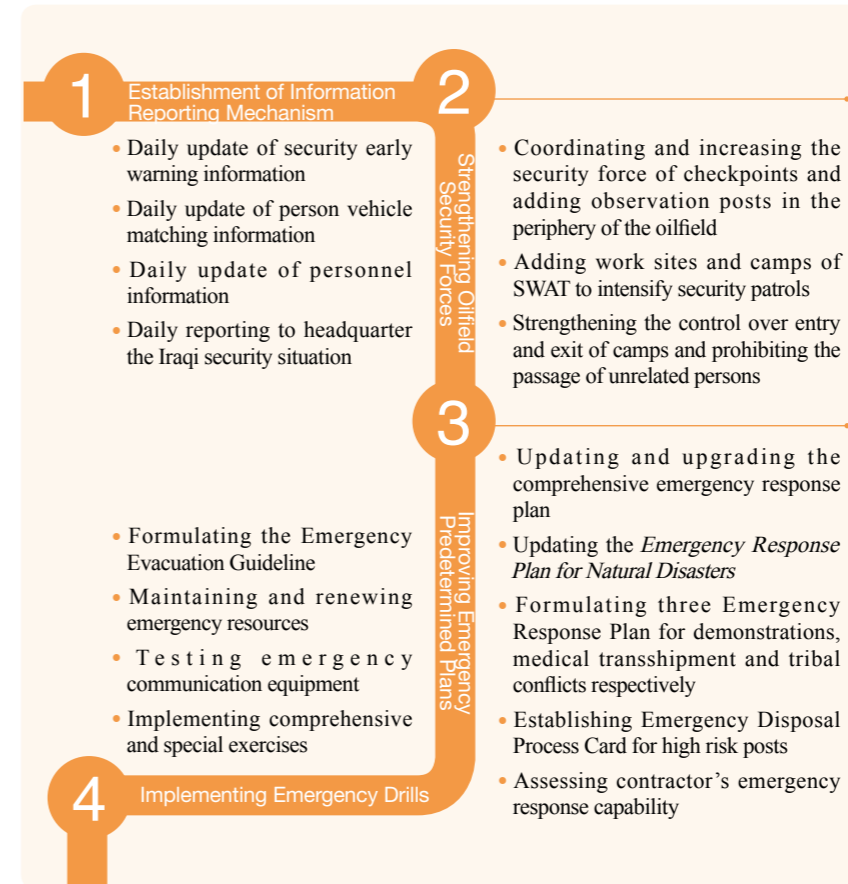 1
Establishment of Information
Reporting Mechanism
• Daily update of security early
warning information
• Daily update of person vehicle
matching information
• Daily update of personnel
information
• Daily reporting to headquarter
the Iraqi security situation
2
Strengthening Oilfield
Security Forces
• Coordinating and increasing the
security force of checkpoints and
adding observation posts in the
periphery of the oilfield
• Adding work sites and camps of
SWAT to intensify security patrols
• Strengthening the control over entry
and exit of camps and prohibiting the
passage of unrelated persons
3
Improving Emergency
Predetermined Plans
• Updating and upgrading the
comprehensive emergency response
plan
• Updating the Emergency Response
Plan for Natural Disasters
• Formulating three Emergency
Response Plan for demonstrations,
medical transshipment and tribal
conflicts respectively
• Establishing Emergency Disposal
Process Card for high risk posts
• Assessing contractor’s emergency
response capability
• Formulating the Emergency
Evacuation Guideline
• Maintaining and renewing
emergency resources
• Testing emergency
communication equipment
• Implementing comprehensive
and special exercises
4
Implementing Emergency Drills